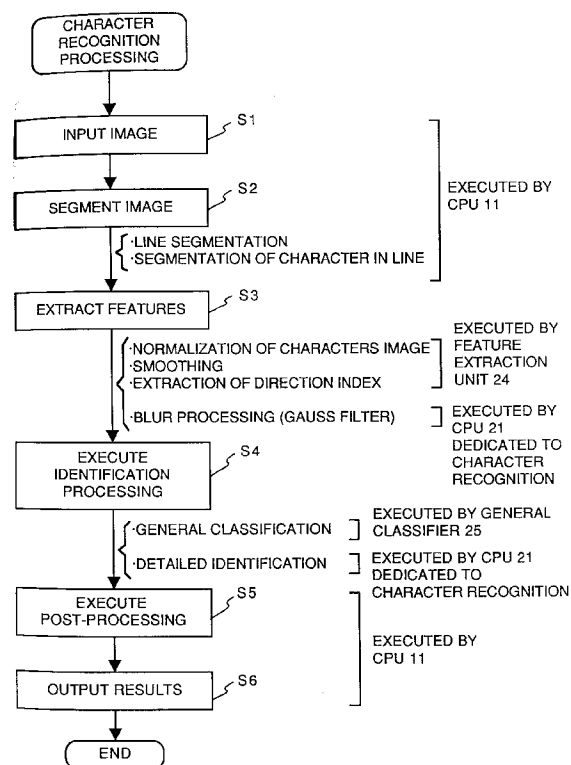 CHARACTER
RECOGNITION
PROCESSING
S1
INPUT IMAGE
S2
SEGMENT IMAGE
EXECUTED BY
CPU 11
·LINE SEGMENTATION
·SEGMENTATION OF CHARACTER IN LINE
S3
EXTRACT FEATURES
·NORMALIZATION OF CHARACTERS IMAGE
·SMOOTHING
·EXTRACTION OF DIRECTION INDEX
EXECUTED BY
FEATURE
EXTRACTION
UNIT 24
·BLUR PROCESSING (GAUSS FILTER)
EXECUTED BY
CPU 21
DEDICATED TO
CHARACTER
RECOGNITION
S4
EXECUTE
IDENTIFICATION
PROCESSING
·GENERAL CLASSIFICATION
EXECUTED BY GENERAL
CLASSIFIER 25
·DETAILED IDENTIFICATION
EXECUTED BY CPU 21
DEDICATED TO
CHARACTER RECOGNITION
S5
EXECUTE
POST-PROCESSING
EXECUTED BY
CPU 11
S6
OUTPUT RESULTS
END